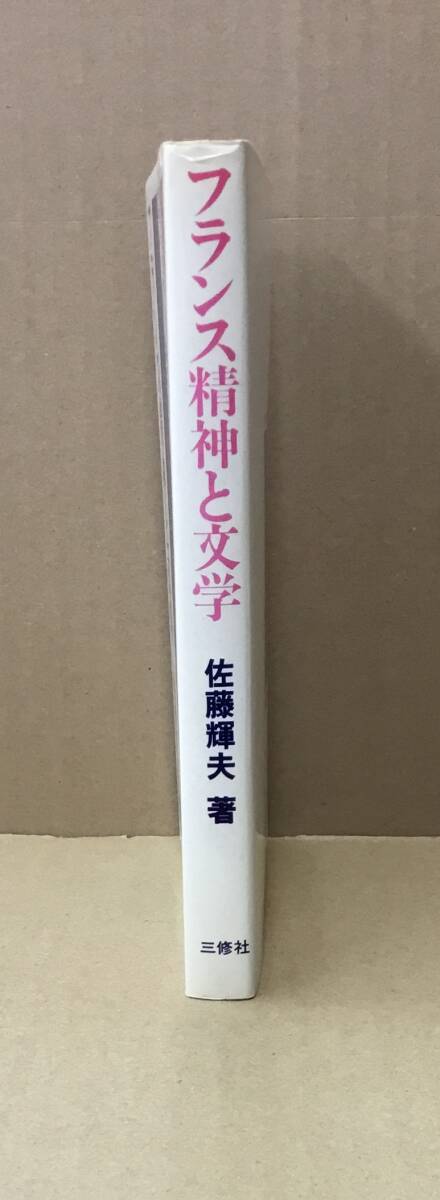 フランス精神と文学
佐藤輝夫 著
三修社